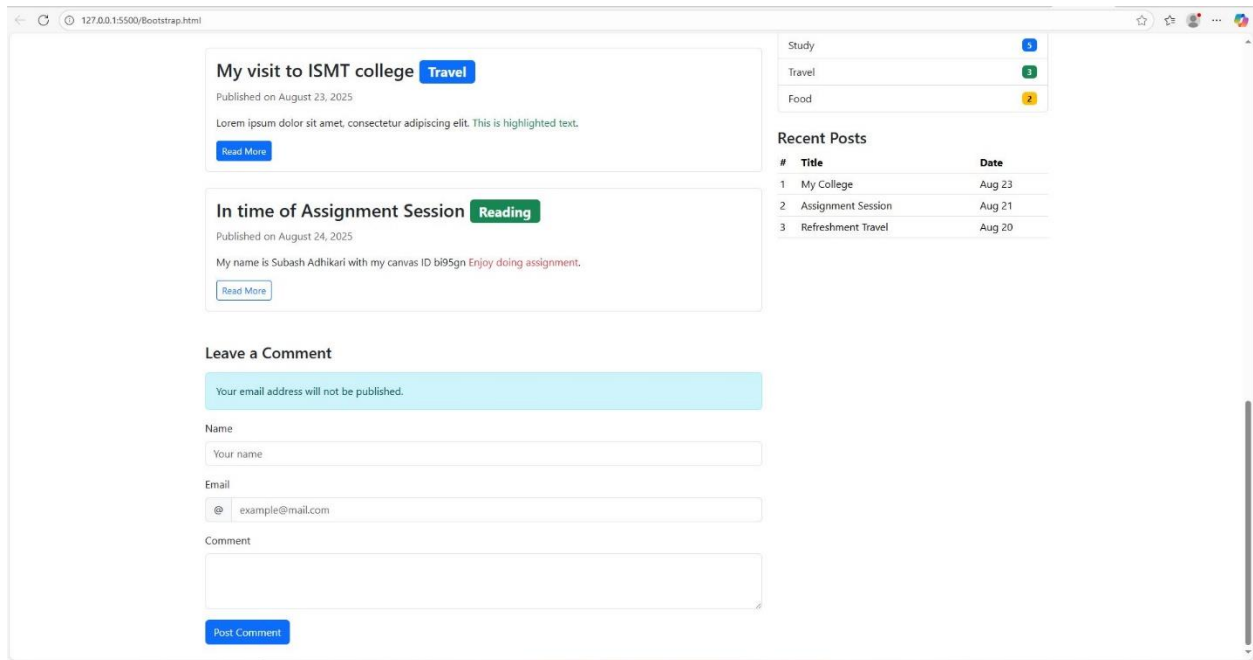 127.0.0.1:5500/Bootstrap.html
My visit to ISMT college Travel
Published on August 23, 2025
Lorem ipsum dolor sit amet, consectetur adipiscing elit. This is highlighted text.
Read More
In time of Assignment Session Reading
Published on August 24, 2025
My name is Subash Adhikari with my canvas ID bi95gn Enjoy doing assignment.
Read More
Leave a Comment
Your email address will not be published.
Name
Your name
Email
@ example@mail.com
Comment
Post Comment
Study 5
Travel 3
Food 2
Recent Posts
# Title Date
1 My College Aug 23
2 Assignment Session Aug 21
3 Refreshment Travel Aug 20